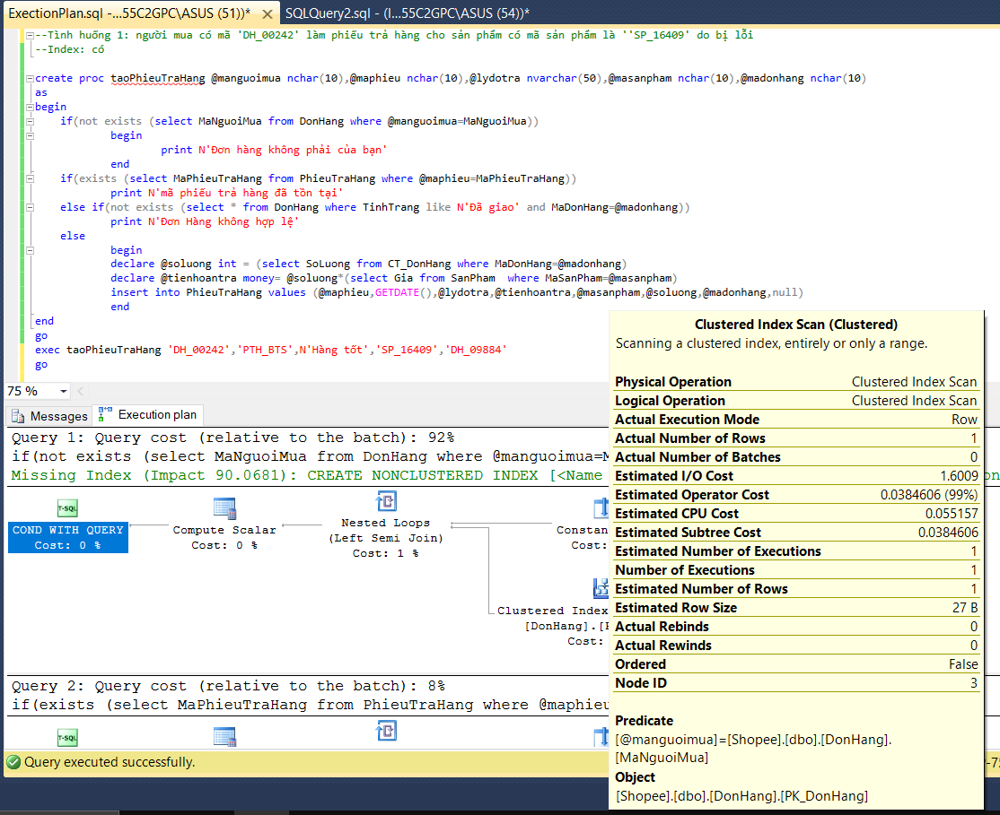 ExectionPlan.sql -...55C2GPC\ASUS (51))* ✕ SQLQuery2.sql - (l...55C2GPC\ASUS (54))*
--Tình huống 1: người mua có mã 'DH_00242' làm phiếu trả hàng cho sản phẩm có mã sản phẩm là ''SP_16409' do bị lỗi
--Index: có
create proc taoPhieuTraHang @manguoimua nchar(10),@maphieu nchar(10),@lydotra nvarchar(50),@masanpham nchar(10),@madonhang nchar(10)
as
begin
if(not exists (select MaNguoiMua from DonHang where @manguoimua=MaNguoiMua))
begin
print N'Đơn hàng không phải của bạn'
end
if(exists (select MaPhieuTraHang from PhieuTraHang where @maphieu=MaPhieuTraHang))
print N'mã phiếu trả hàng đã tồn tại'
else if(not exists (select * from DonHang where TinhTrang like N'Đã giao' and MaDonHang=@madonhang))
print N'Đơn Hàng không hợp lệ'
else
begin
declare @soluong int = (select SoLuong from CT_DonHang where MaDonHang=@madonhang)
declare @tienhoantra money= @soluong*(select Gia from SanPham  where MaSanPham=@masanpham)
insert into PhieuTraHang values (@maphieu,GETDATE(),@lydotra,@tienhoantra,@masanpham,@soluong,@madonhang,null)
end
end
go
exec taoPhieuTraHang 'DH_00242','PTH_BTS',N'Hàng tốt','SP_16409','DH_09884'
go
75 %
Messages Execution plan
Query 1: Query cost (relative to the batch): 92%
if(not exists (select MaNguoiMua from DonHang where @manguoimua=M
Missing Index (Impact 90.0681): CREATE NONCLUSTERED INDEX [<Name
T-SQL
COND WITH QUERY
Cost: 0 %
Compute Scalar
Cost: 0 %
Nested Loops
(Left Semi Join)
Cost: 1 %
Constan
Cost:
Clustered Index
[DonHang].[P
Cost:
Query 2: Query cost (relative to the batch): 8%
if(exists (select MaPhieuTraHang from PhieuTraHang where @maphieu
T-SQL
Query executed successfully.
Clustered Index Scan (Clustered)
Scanning a clustered index, entirely or only a range.
Physical Operation Clustered Index Scan
Logical Operation Clustered Index Scan
Actual Execution Mode Row
Actual Number of Rows 1
Actual Number of Batches 0
Estimated I/O Cost 1.6009
Estimated Operator Cost 0.0384606 (99%)
Estimated CPU Cost 0.055157
Estimated Subtree Cost 0.0384606
Estimated Number of Executions 1
Number of Executions 1
Estimated Number of Rows 1
Estimated Row Size 27 B
Actual Rebinds 0
Actual Rewinds 0
Ordered False
Node ID 3
Predicate
[@manguoimua]=[Shopee].[dbo].[DonHang].
[MaNguoiMua]
Object
[Shopee].[dbo].[DonHang].[PK_DonHang]